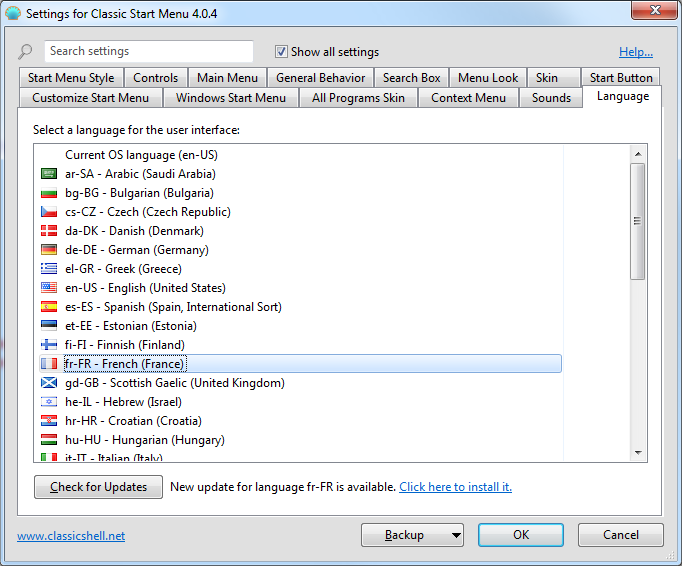 Settings for Classic Start Menu 4.0.4
Search settings
Show all settings
Help...
Start Menu Style
Controls
Main Menu
General Behavior
Search Box
Menu Look
Skin
Start Button
Customize Start Menu
Windows Start Menu
All Programs Skin
Context Menu
Sounds
Language
Select a language for the user interface:
Current OS language (en-US)
ar-SA - Arabic (Saudi Arabia)
bg-BG - Bulgarian (Bulgaria)
cs-CZ - Czech (Czech Republic)
da-DK - Danish (Denmark)
de-DE - German (Germany)
el-GR - Greek (Greece)
en-US - English (United States)
es-ES - Spanish (Spain, International Sort)
et-EE - Estonian (Estonia)
fi-FI - Finnish (Finland)
fr-FR - French (France)
gd-GB - Scottish Gaelic (United Kingdom)
he-IL - Hebrew (Israel)
hr-HR - Croatian (Croatia)
hu-HU - Hungarian (Hungary)
it-IT - Italian (Italy)
Check for Updates
New update for language fr-FR is available. Click here to install it.
www.classicshell.net
Backup
OK
Cancel